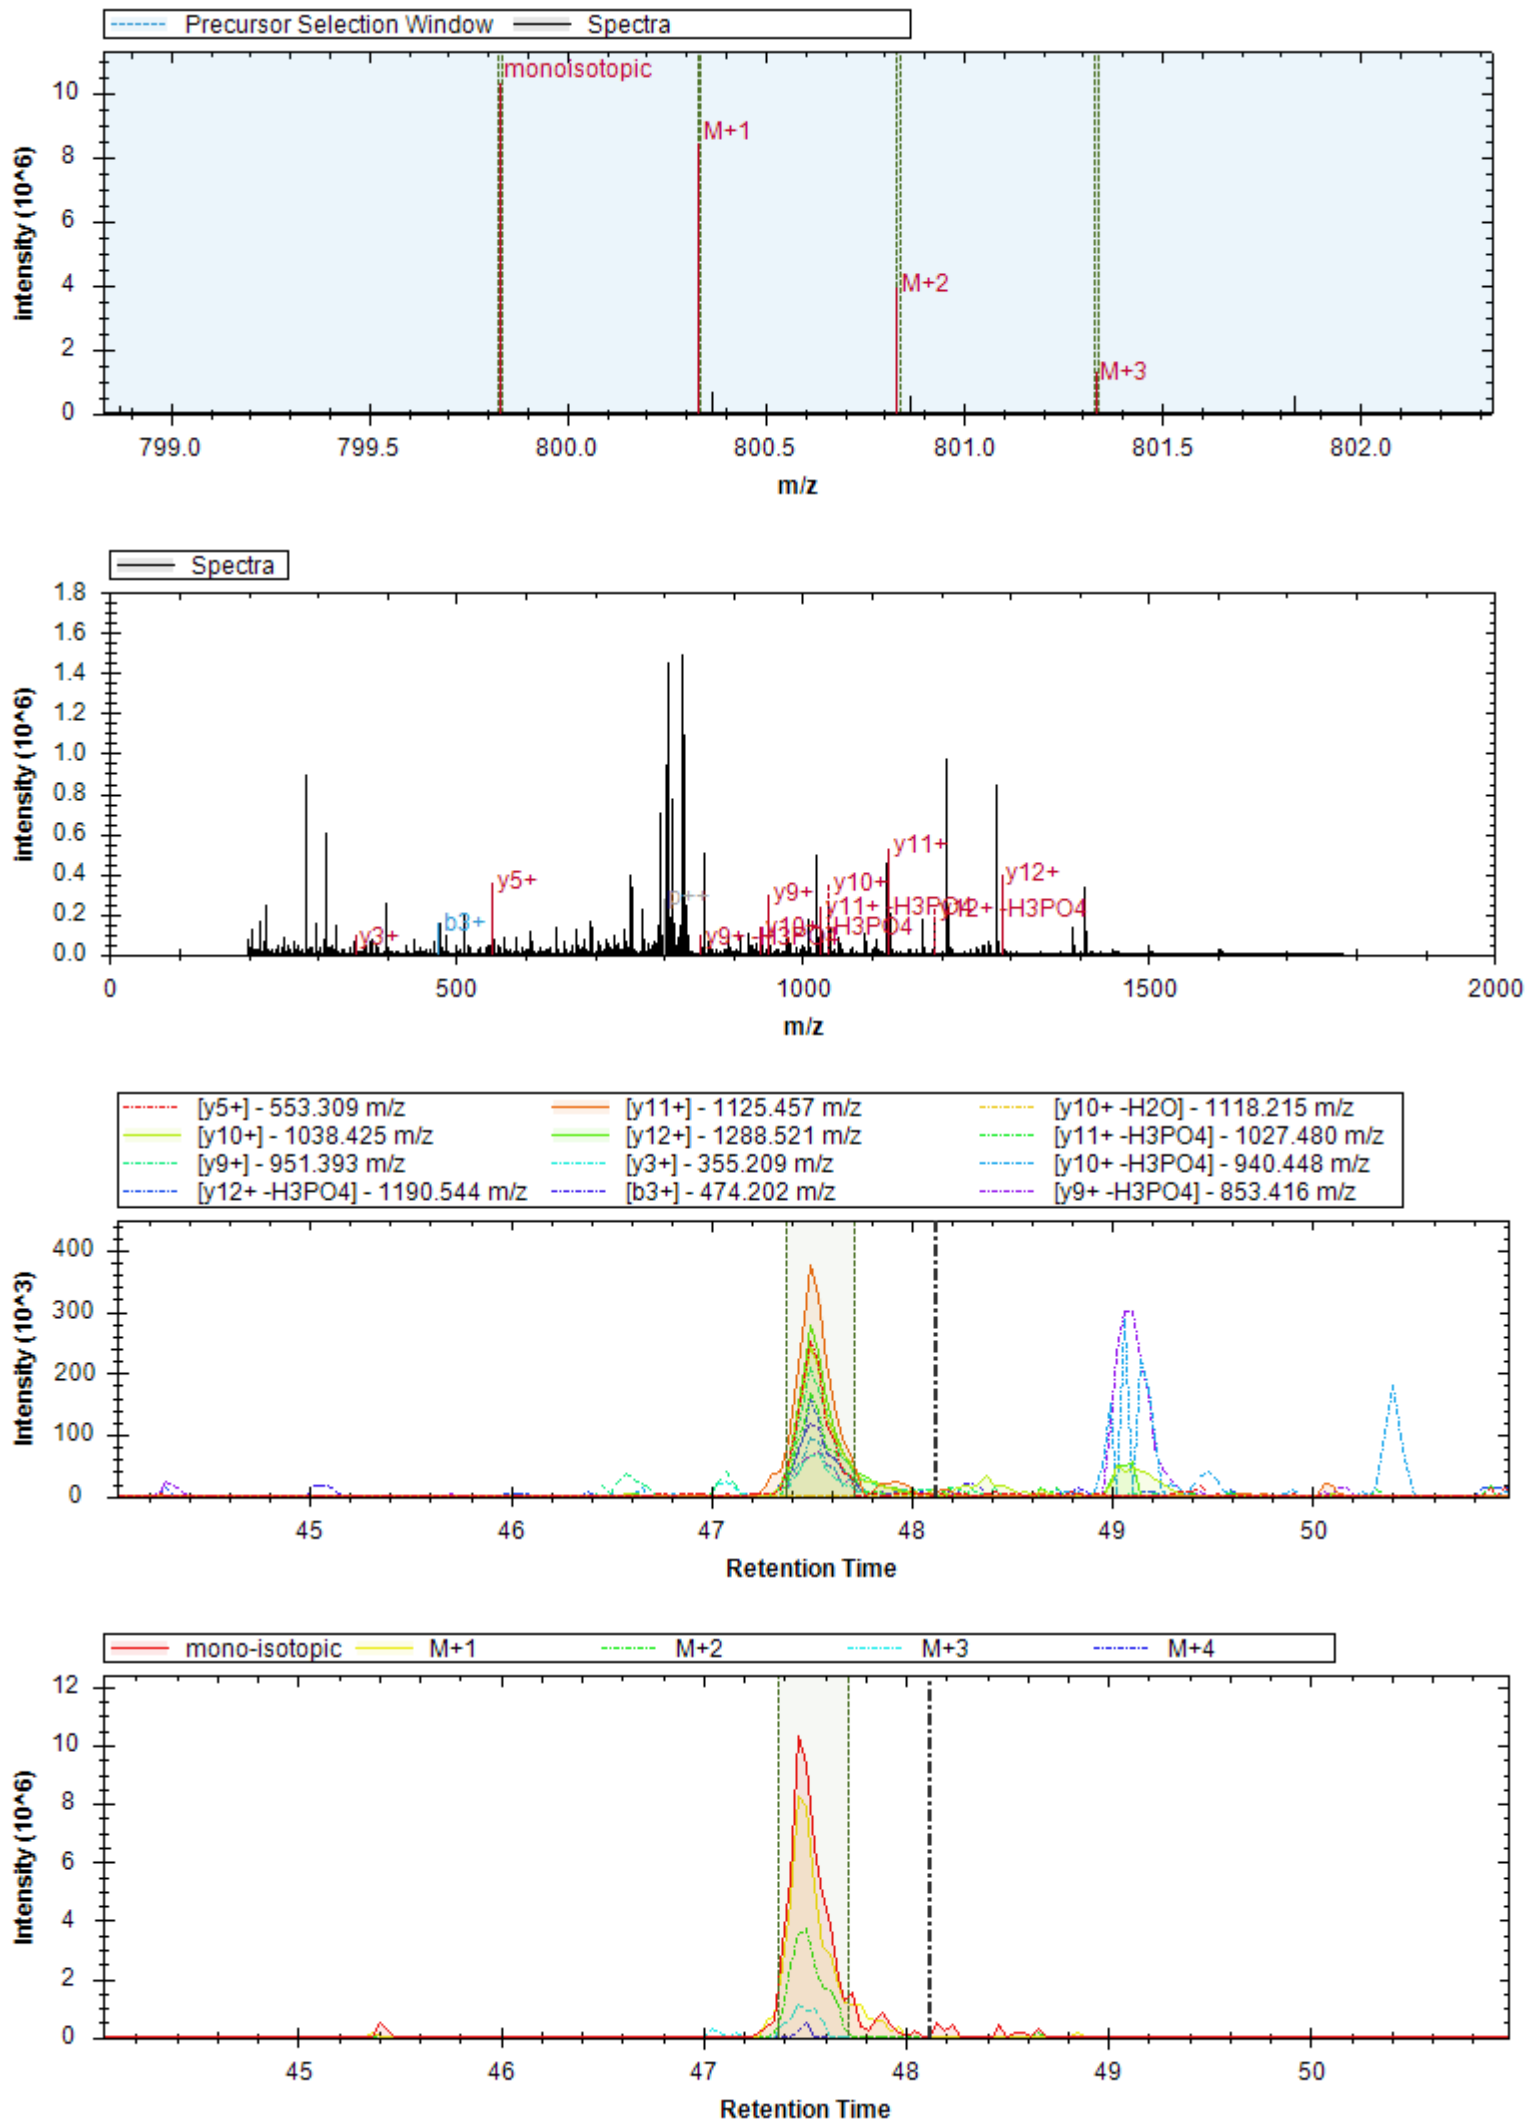 Precursor Selection Window Spectra
monoisotopic
M+1
M+2
M+3
intensity (10^6)
10
8
6
4
2
0
799.0 799.5 800.0 800.5 801.0 801.5 802.0
m/z
Spectra
intensity (10^6)
1.8
1.6
1.4
1.2
1.0
0.8
0.6
0.4
0.2
0.0
y3+
b3+
y5+
y9+
y10+
y11+
y12+
y11+ -H3PO4
-H3PO4
0 500 1000 1500 2000
m/z
[y5+] - 553.309 m/z [y11+] - 1125.457 m/z [y10+ -H2O] - 1118.215 m/z
[y10+] - 1038.425 m/z [y12+] - 1288.521 m/z [y11+ -H3PO4] - 1027.480 m/z
[y9+] - 951.393 m/z [y3+] - 355.209 m/z [y10+ -H3PO4] - 940.448 m/z
[y12+ -H3PO4] - 1190.544 m/z [b3+] - 474.202 m/z [y9+ -H3PO4] - 853.416 m/z
Intensity (10^3)
400
300
200
100
0
45 46 47 48 49 50
Retention Time
mono-isotopic M+1 M+2 M+3 M+4
Intensity (10^6)
12
10
8
6
4
2
0
45 46 47 48 49 50
Retention Time